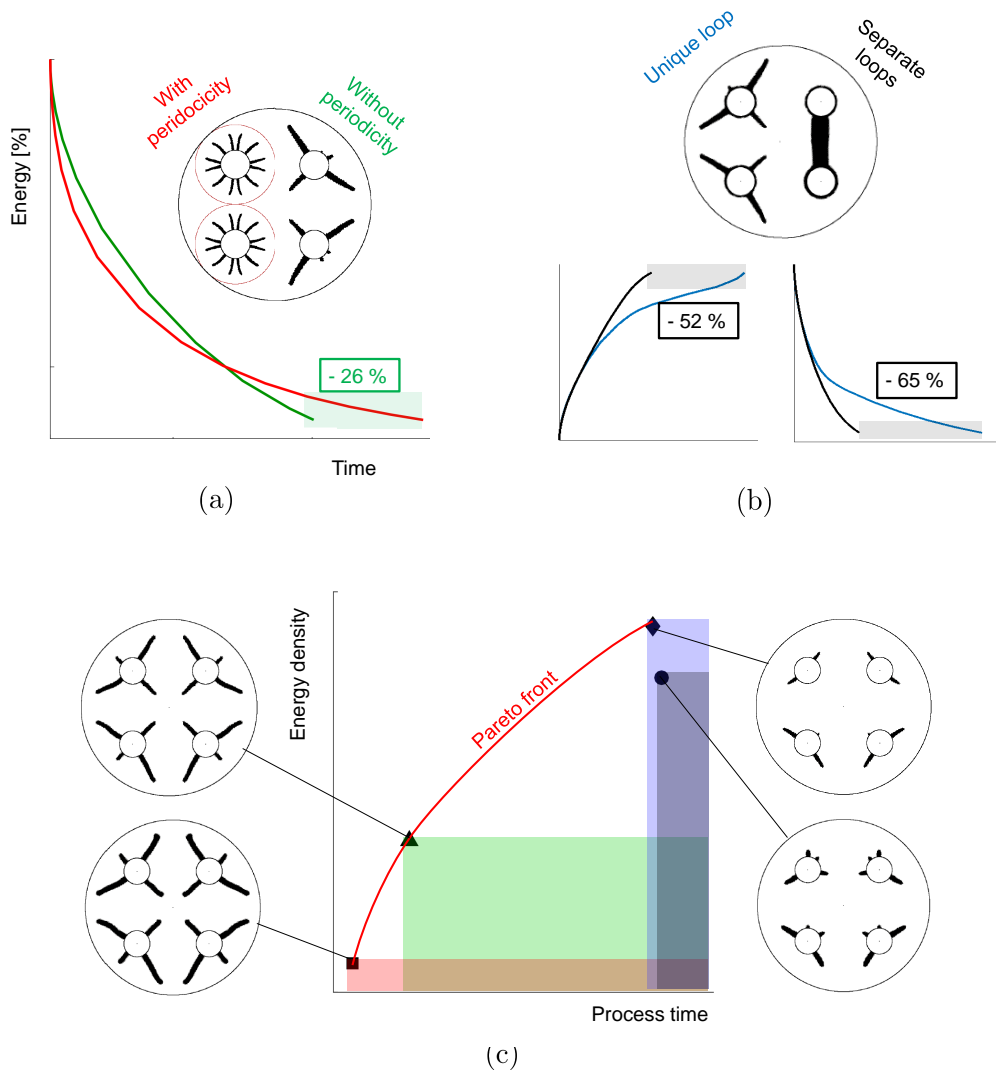 Energy [%]
With
peridocicity
Without
periodicity
- 26 %
Time
(a)
Unique loop
Separate
loops
- 52 %
- 65 %
(b)
Energy density
Pareto front
Process time
(c)